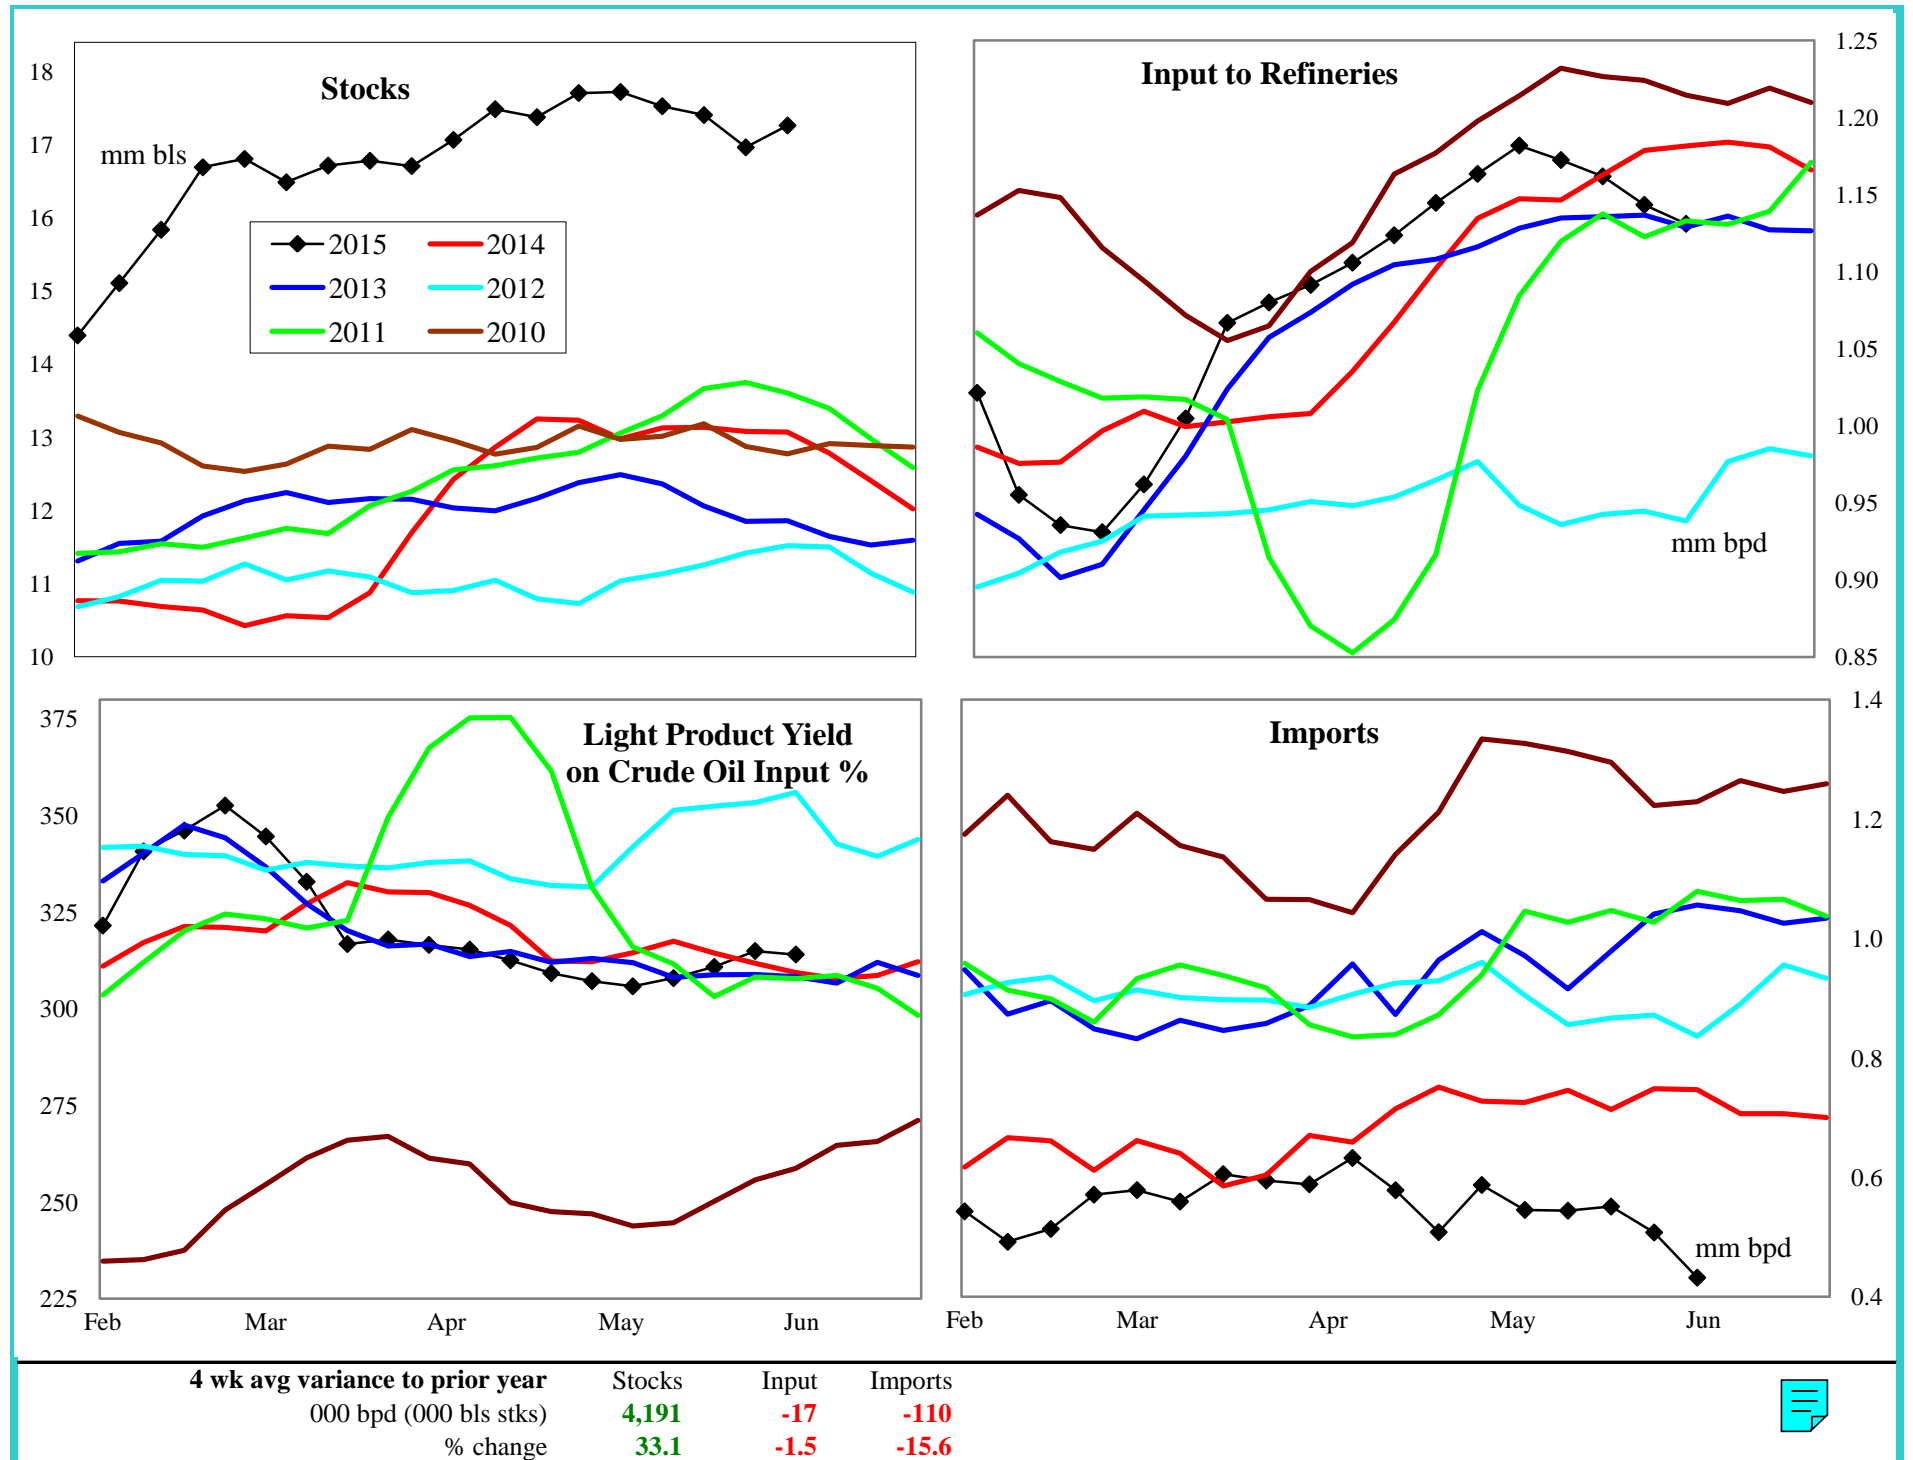 Stocks
mm bls
18
17
16
15
14
13
12
11
10
2015 2014
2013 2012
2011 2010
Input to Refineries
mm bpd
1.25
1.20
1.15
1.10
1.05
1.00
0.95
0.90
0.85
Light Product Yield
on Crude Oil Input %
375
350
325
300
275
250
225
Feb Mar Apr May Jun
Imports
mm bpd
1.4
1.2
1.0
0.8
0.6
0.4
Feb Mar Apr May Jun
4 wk avg variance to prior year Stocks Input Imports
000 bpd (000 bls stks) 4,191 -17 -110
% change 33.1 -1.5 -15.6